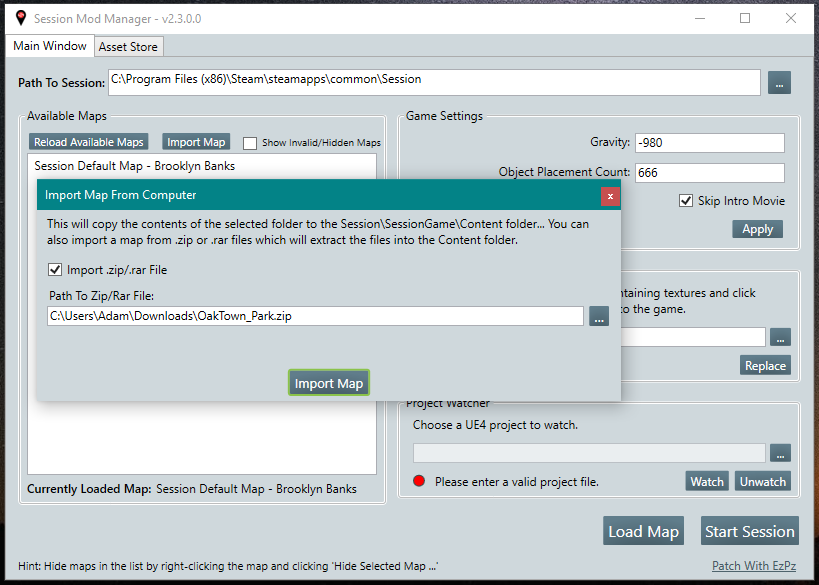 Session Mod Manager - v2.3.0.0
Main Window
Asset Store
Path To Session:
C:\Program Files (x86)\Steam\steamapps\common\Session
...
Available Maps
Reload Available Maps
Import Map
Show Invalid/Hidden Maps
Session Default Map - Brooklyn Banks
Game Settings
Gravity:
-980
Object Placement Count:
666
Skip Intro Movie
Apply
Import Map From Computer
x
This will copy the contents of the selected folder to the Session\SessionGame\Content folder... You can
also import a map from .zip or .rar files which will extract the files into the Content folder.
Import .zip/.rar File
Path To Zip/Rar File:
C:\Users\Adam\Downloads\OakTown_Park.zip
...
Import Map
ntaining textures and click
to the game.
...
Replace
Project Watcher
Choose a UE4 project to watch.
...
Please enter a valid project file.
Watch
Unwatch
Currently Loaded Map: Session Default Map - Brooklyn Banks
Load Map
Start Session
Hint: Hide maps in the list by right-clicking the map and clicking 'Hide Selected Map ...'
Patch With EzPz